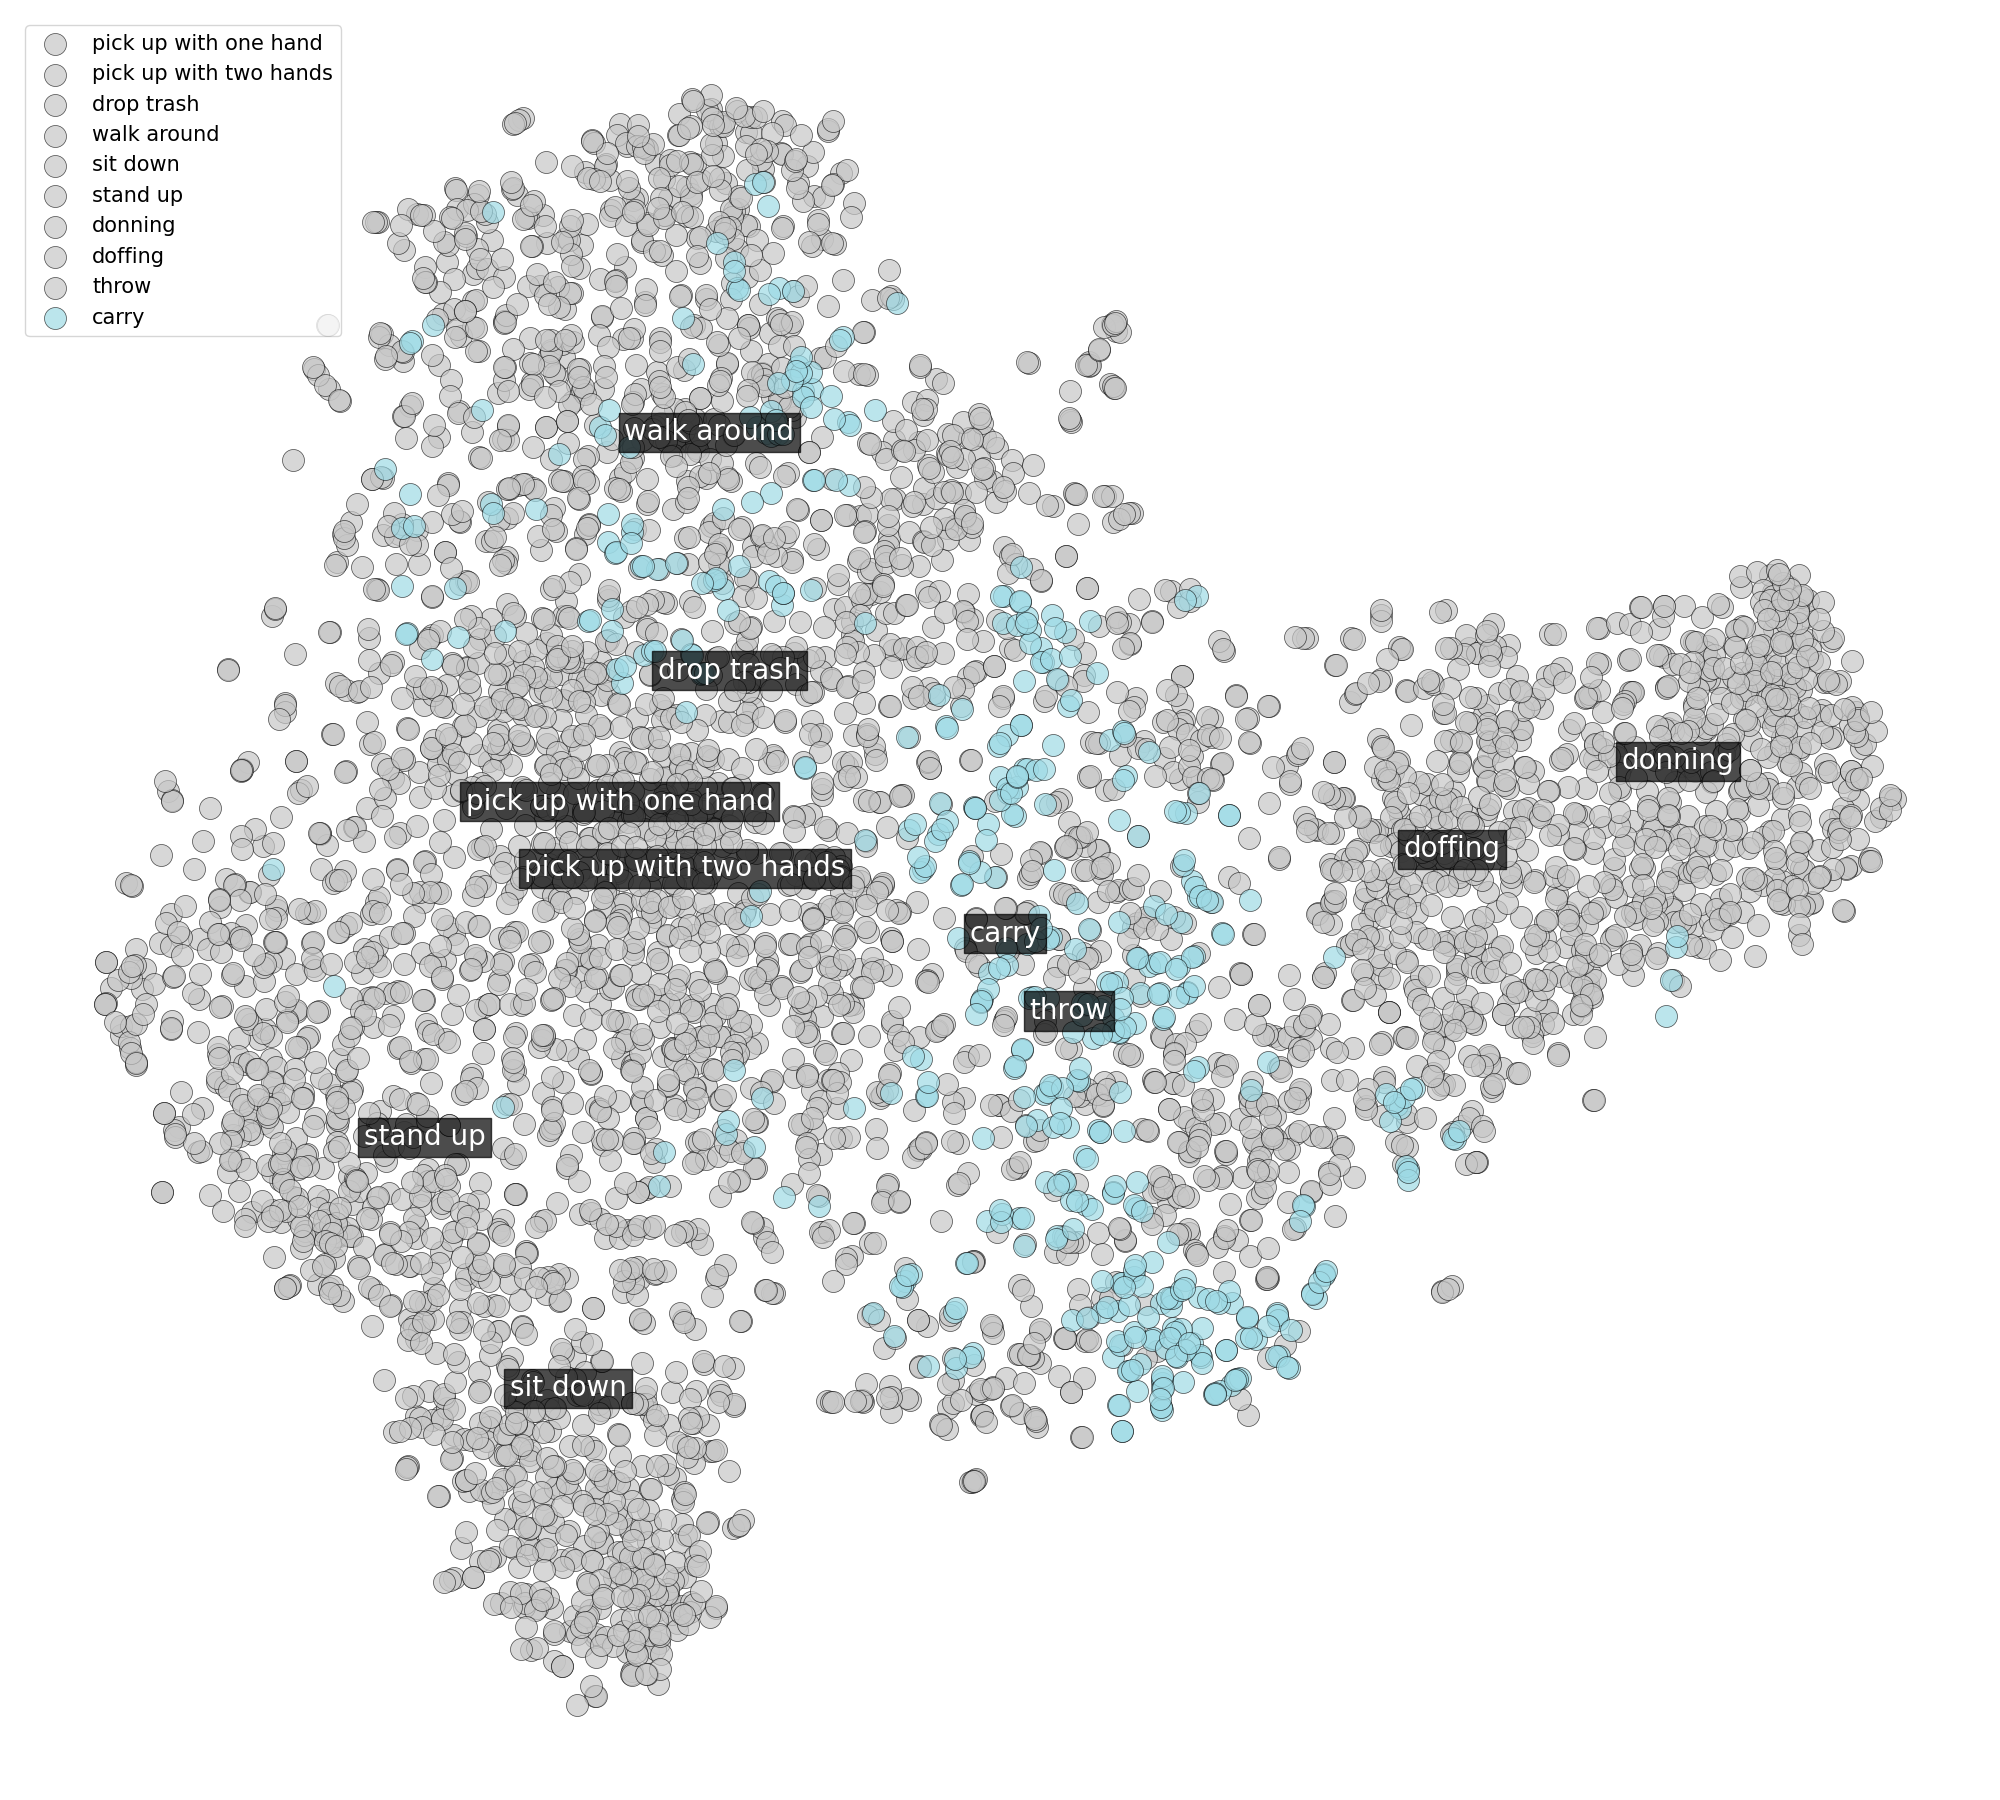 pick up with one hand
pick up with two hands
drop trash
walk around
sit down
stand up
donning
doffing
throw
carry
walk around
drop trash
donning
pick up with one hand
doffing
pick up with two hands
carry
throw
stand up
sit down